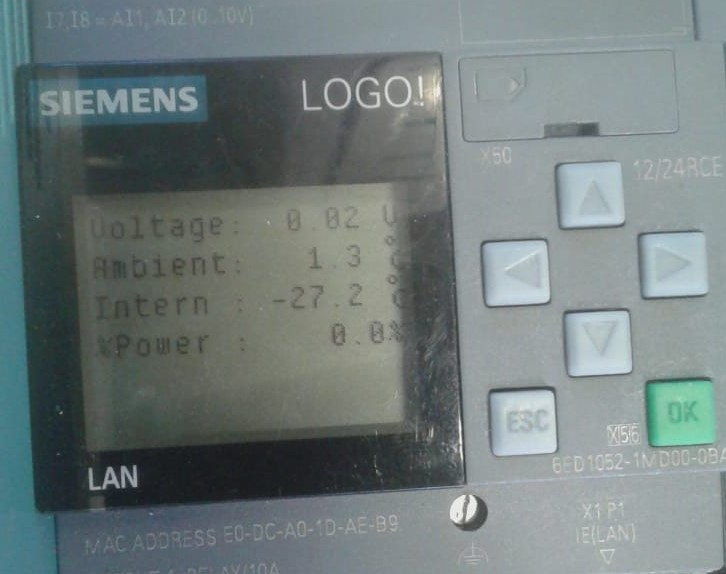 I7,I8 = AI1, AI2 (0..10V)
SIEMENS
LOGO!
X50
12/24RCE
Voltage: 0.02 V
Ambient: 1.3 °C
Intern : -27.2 °C
%Power : 0.0%
ESC
OK
X56
6ED1052-1MD00-0BA
LAN
MAC ADDRESS E0-DC-A0-1D-AE-B9
X1 P1
IE(LAN)
RELAY/10A